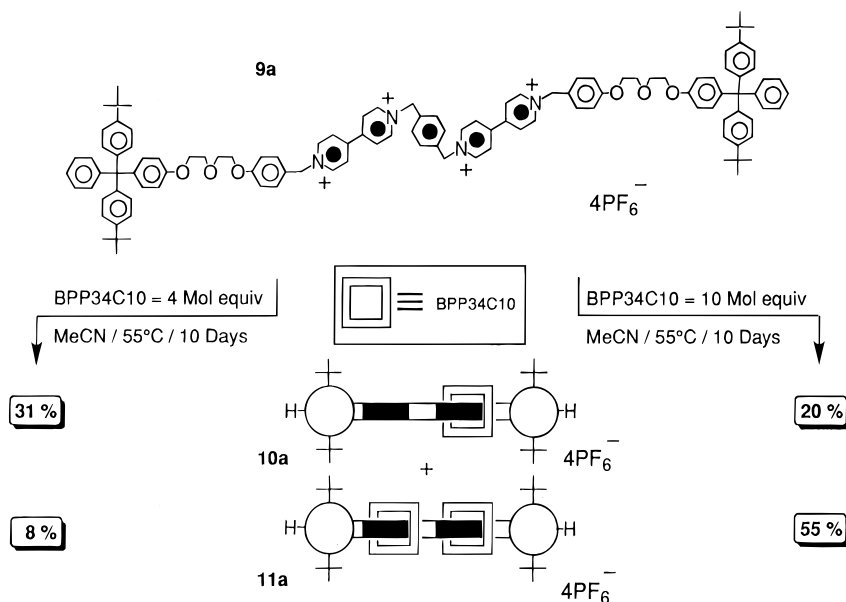 9a
+
N
N
+
O
O
O
+
N
N
+
O
O
O
4PF6−
BPP34C10 = 4 Mol equiv
MeCN / 55°C / 10 Days
≡ BPP34C10
BPP34C10 = 10 Mol equiv
MeCN / 55°C / 10 Days
31 %
H
H
20 %
10a
4PF6−
+
8 %
H
H
55 %
11a
4PF6−